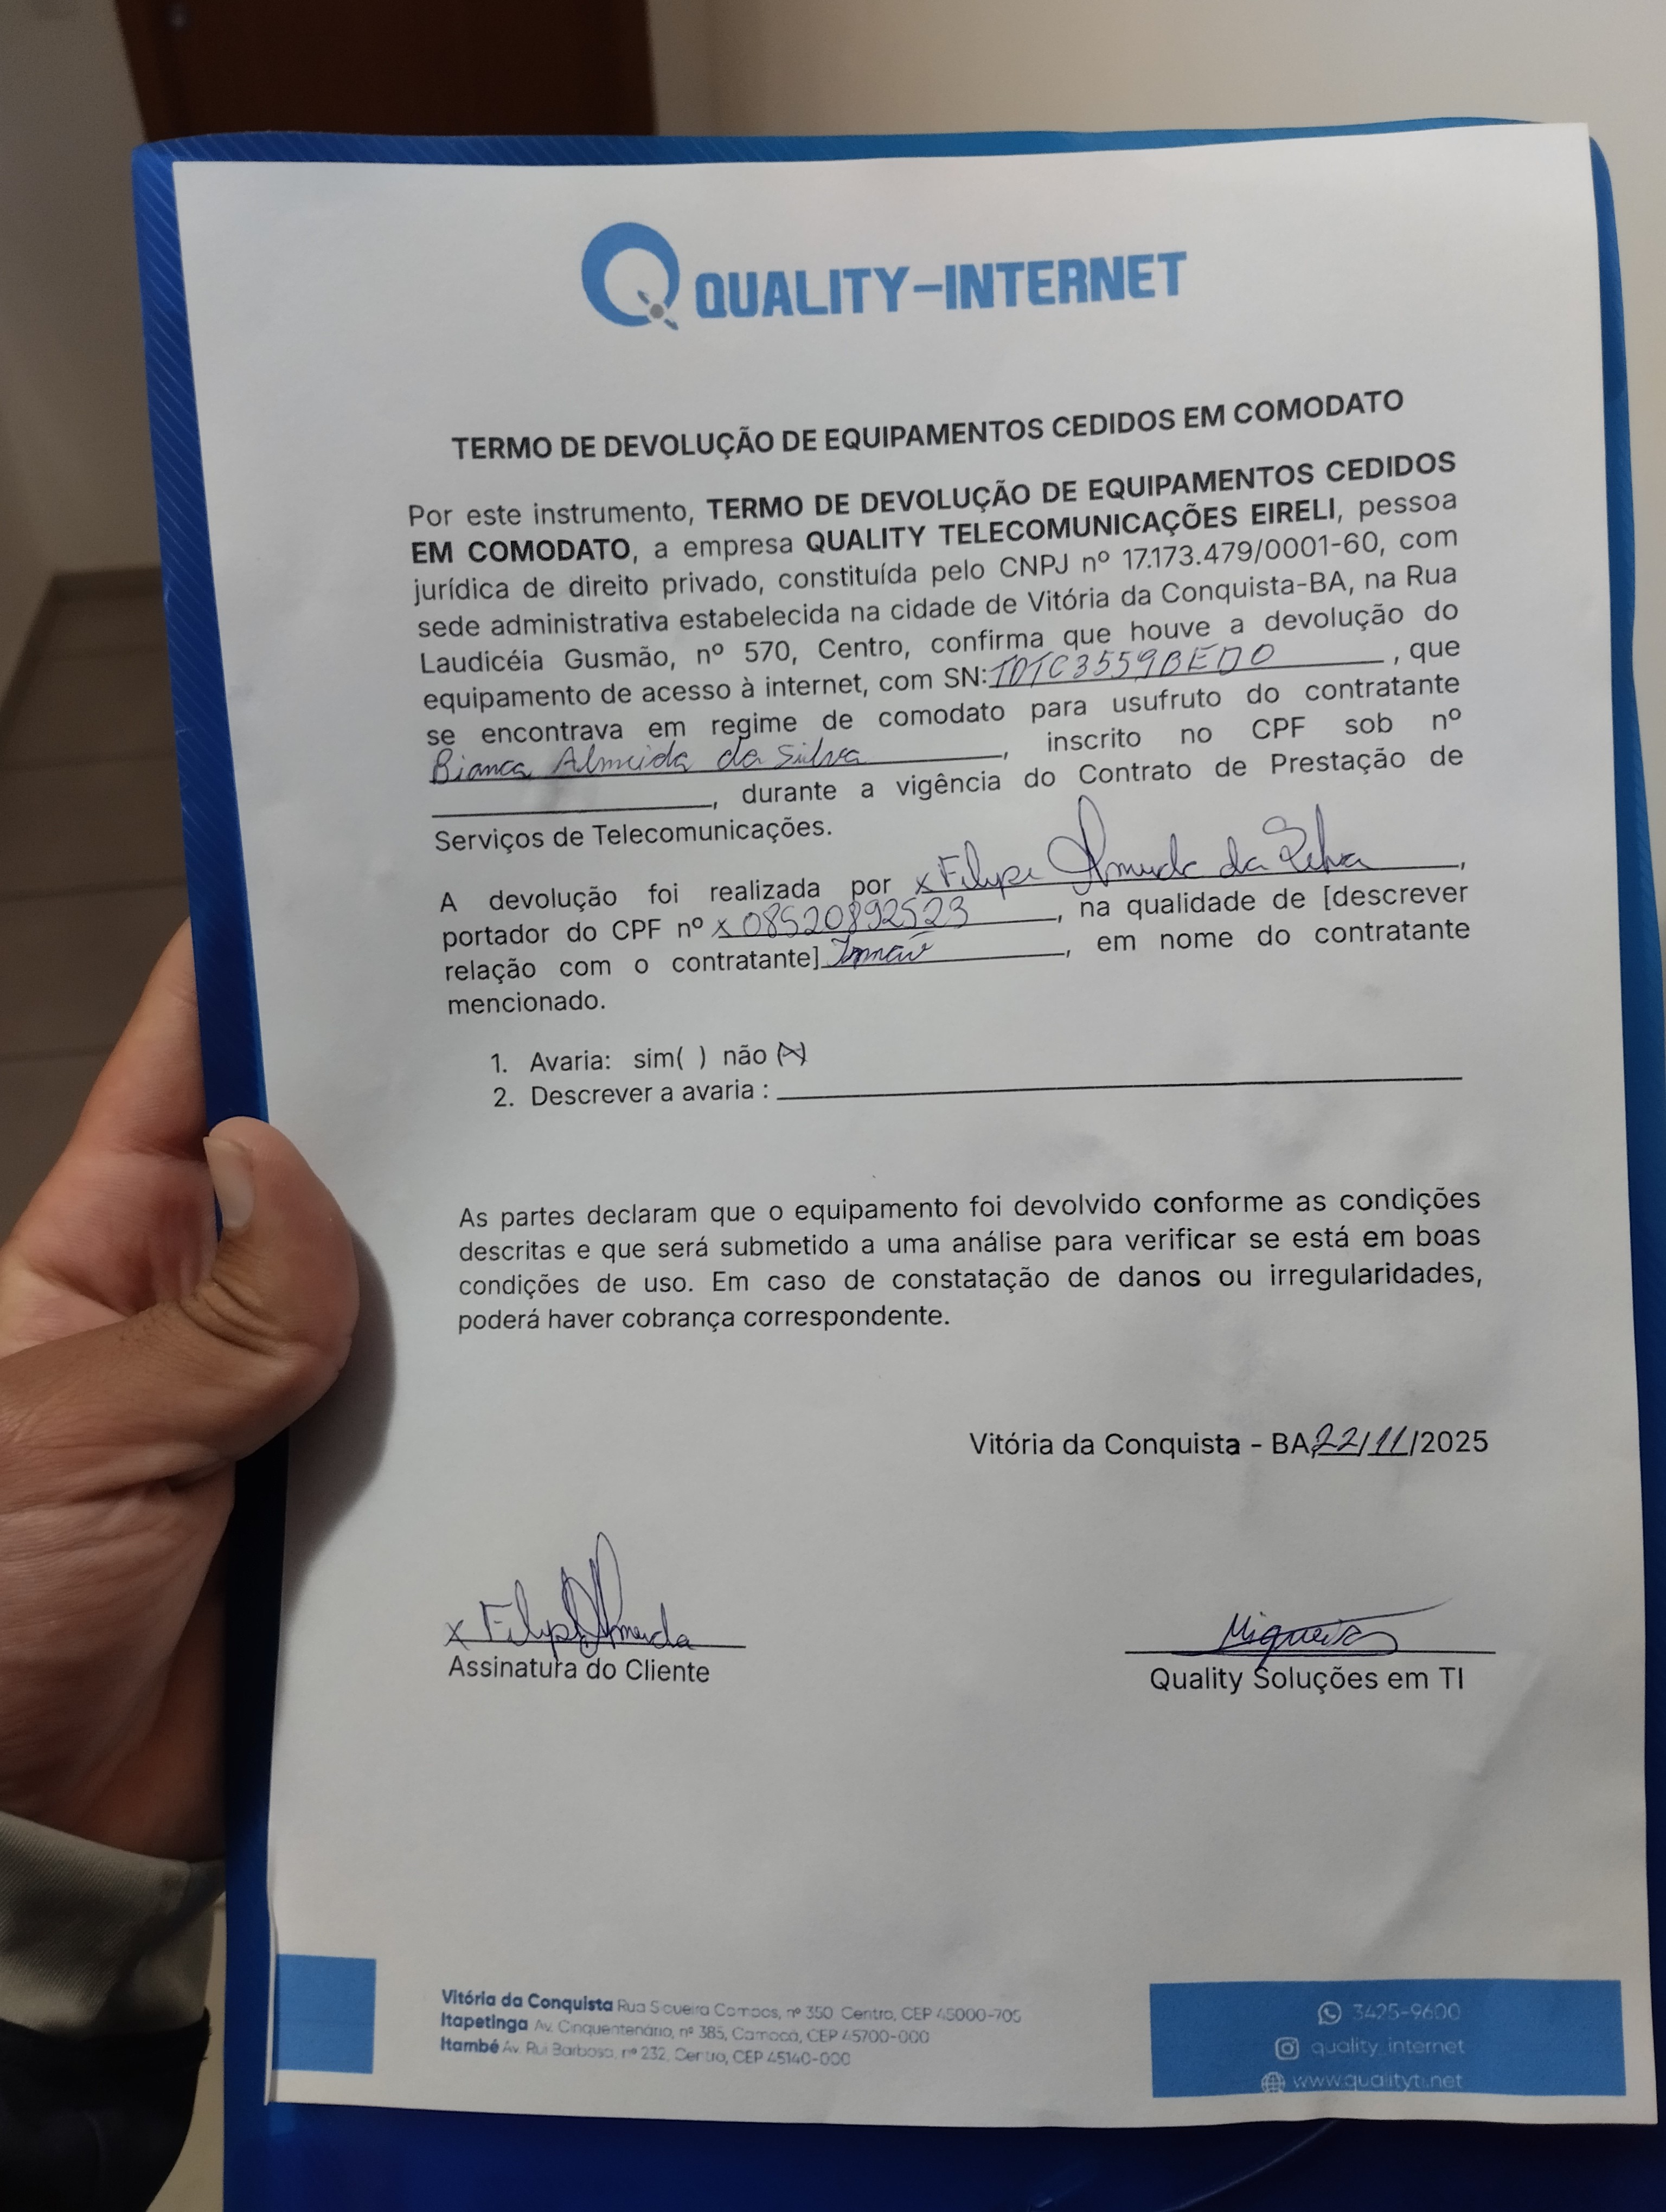 QUALITY-INTERNET
TERMO DE DEVOLUÇÃO DE EQUIPAMENTOS CEDIDOS EM COMODATO
Por este instrumento, TERMO DE DEVOLUÇÃO DE EQUIPAMENTOS CEDIDOS
EM COMODATO, a empresa QUALITY TELECOMUNICAÇÕES EIRELI, pessoa
jurídica de direito privado, constituída pelo CNPJ nº 17.173.479/0001-60, com
sede administrativa estabelecida na cidade de Vitória da Conquista-BA, na Rua
Laudicéia Gusmão, nº 570, Centro, confirma que houve a devolução do
equipamento de acesso à internet, com SN: , que
se encontrava em regime de comodato para usufruto do contratante
Bianca Almeida da Silva, inscrito no CPF sob nº
, durante a vigência do Contrato de Prestação de
Serviços de Telecomunicações.
A devolução foi realizada por x Filipe Almeida da Silva,
portador do CPF nº x 08520892523, na qualidade de [descrever
relação com o contratante] Irmão, em nome do contratante
mencionado.
1. Avaria: sim( ) não (X)
2. Descrever a avaria :
As partes declaram que o equipamento foi devolvido conforme as condições
descritas e que será submetido a uma análise para verificar se está em boas
condições de uso. Em caso de constatação de danos ou irregularidades,
poderá haver cobrança correspondente.
Vitória da Conquista - BA, 22/11/2025
x Filipe Almeida
Assinatura do Cliente
Quality Soluções em TI
Vitória da Conquista Rua Siqueira Campos, nº 350 Centro, CEP 45000-705
Itapetinga Av. Cinquentenário, nº 385, Camacã, CEP 45700-000
Itambé Av. Rui Barbosa, nº 232, Centro, CEP 45140-000
3425-9600
quality_internet
www.qualityti.net